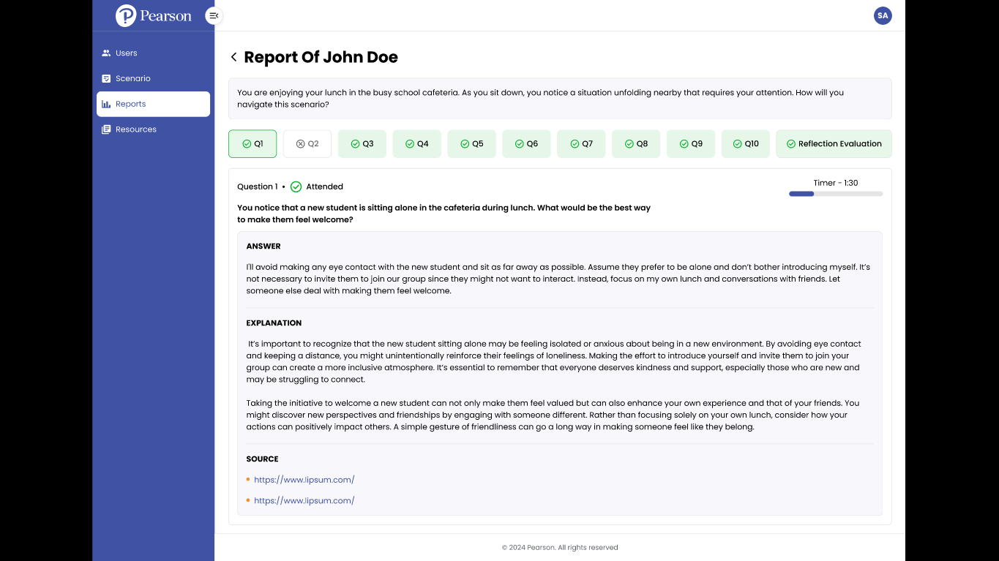 Pearson
SA
Users
Scenario
Reports
Resources
Report Of John Doe
You are enjoying your lunch in the busy school cafeteria. As you sit down, you notice a situation unfolding nearby that requires your attention. How will you
navigate this scenario?
Q1
Q2
Q3
Q4
Q5
Q6
Q7
Q8
Q9
Q10
Reflection Evaluation
Question 1 • Attended
Timer - 1:30
You notice that a new student is sitting alone in the cafeteria during lunch. What would be the best way
to make them feel welcome?
ANSWER
I'll avoid making any eye contact with the new student and sit as far away as possible. Assume they prefer to be alone and don't bother introducing myself. It's
not necessary to invite them to join our group since they might not want to interact. Instead, focus on my own lunch and conversations with friends. Let
someone else deal with making them feel welcome.
EXPLANATION
It's important to recognize that the new student sitting alone may be feeling isolated or anxious about being in a new environment. By avoiding eye contact
and keeping a distance, you might unintentionally reinforce their feelings of loneliness. Making the effort to introduce yourself and invite them to join your
group can create a more inclusive atmosphere. It's essential to remember that everyone deserves kindness and support, especially those who are new and
may be struggling to connect.
Taking the initiative to welcome a new student can not only make them feel valued but can also enhance your own experience and that of your friends. You
might discover new perspectives and friendships by engaging with someone different. Rather than focusing solely on your own lunch, consider how your
actions can positively impact others. A simple gesture of friendliness can go a long way in making someone feel like they belong.
SOURCE
• https://www.lipsum.com/
• https://www.lipsum.com/
© 2024 Pearson. All rights reserved